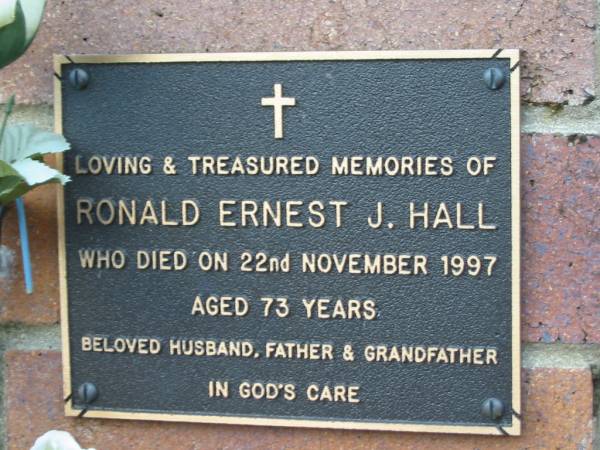 LOVING & TREASURED MEMORIES OF
RONALD ERNEST J. HALL
WHO DIED ON 22nd NOVEMBER 1997
AGED 73 YEARS
BELOVED HUSBAND, FATHER & GRANDFATHER
IN GOD'S CARE